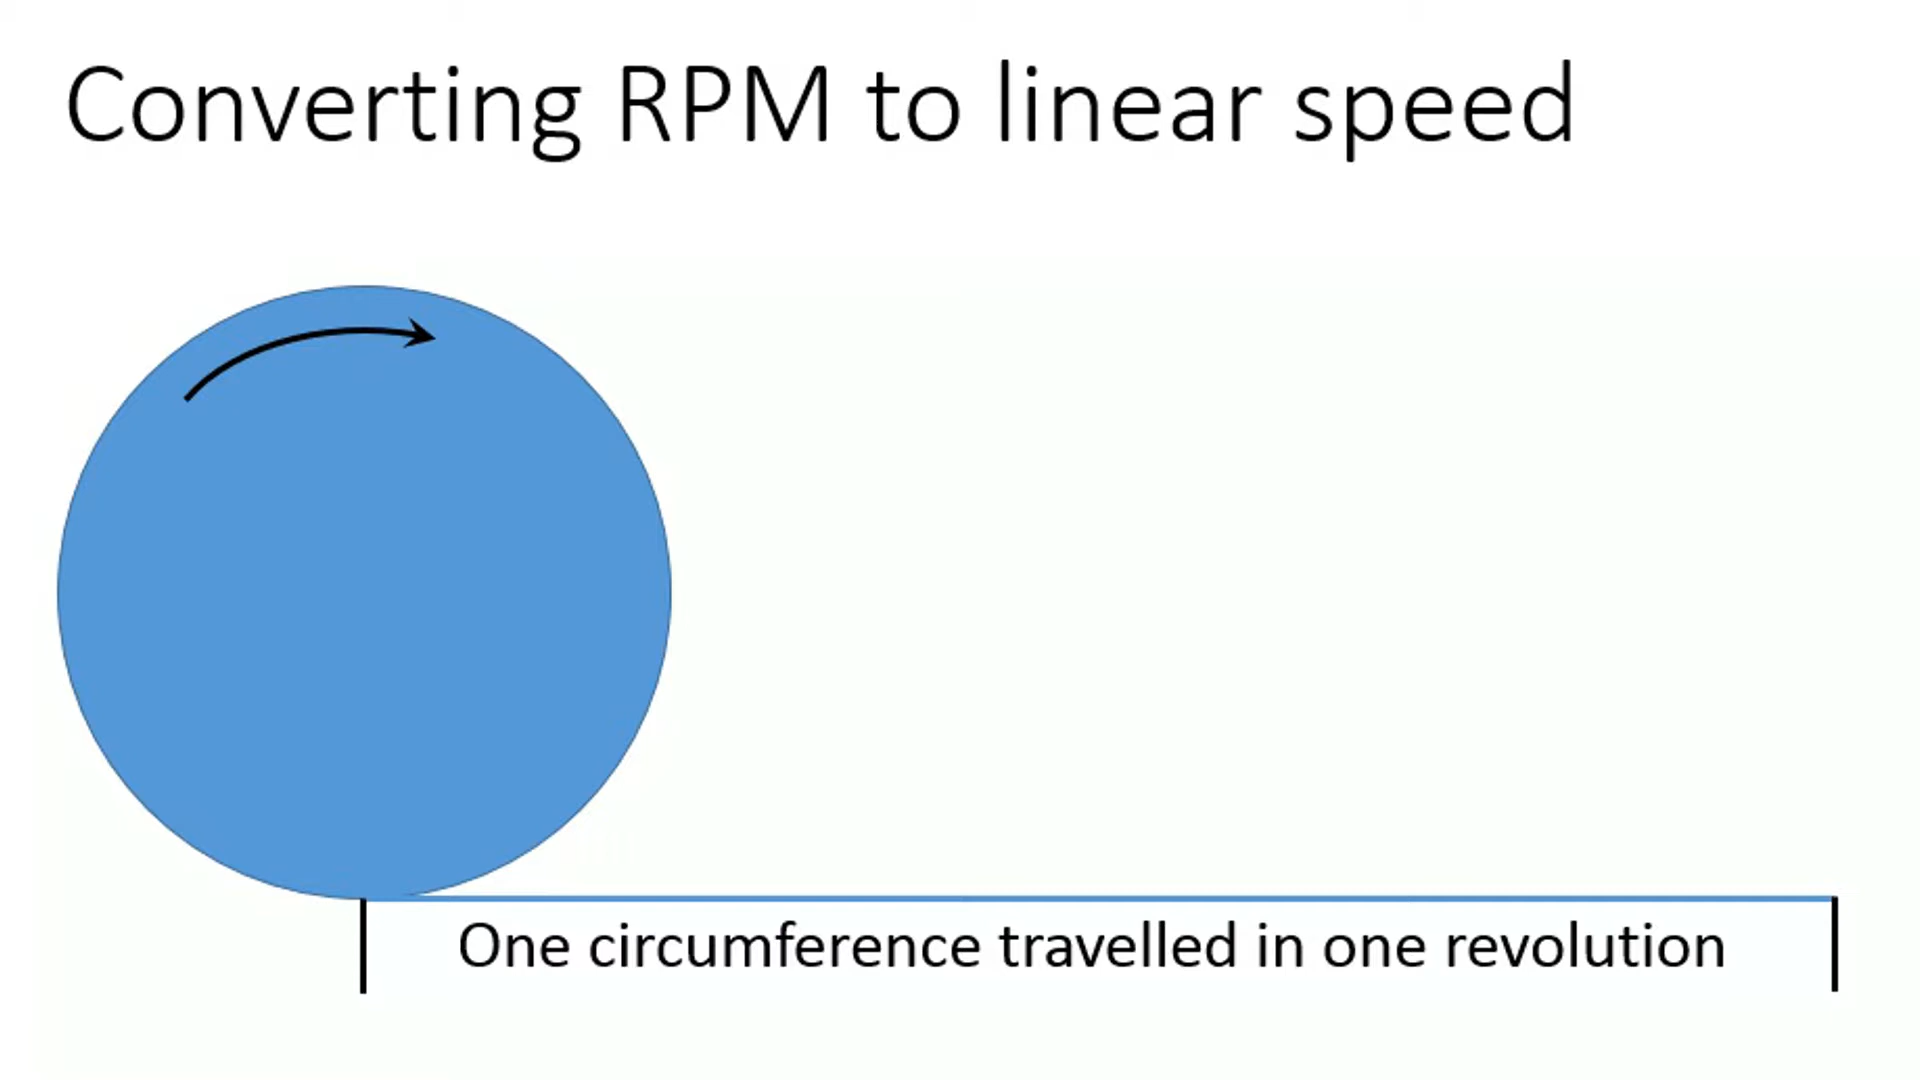 Converting RPM to linear speed
One circumference travelled in one revolution